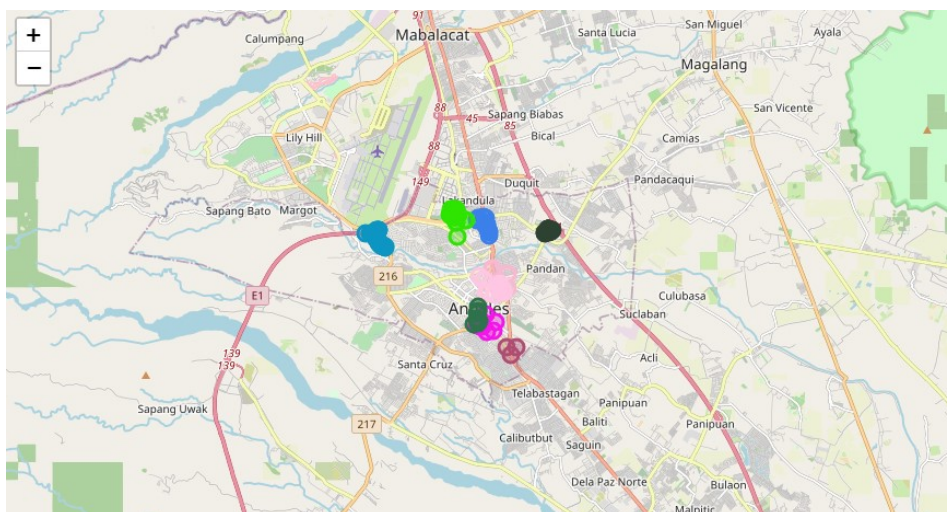 +
−
91
Calumpang
Mabalacat
Santa Lucia
San Miguel
Ayala
Magalang
88
45
85
Sapang Biabas
San Vicente
Lily Hill
Bical
Camias
88
149
Duquit
Pandacaqui
Sapang Bato
Margot
216
Pandan
E1
Culubasa
Suclaban
139
139
Santa Cruz
Acli
Sapang Uwak
Telabastagan
Panipuan
217
Baliti
Panipuan
Calibutbut
Saguin
Dela Paz Norte
Bulaon
Malpitic